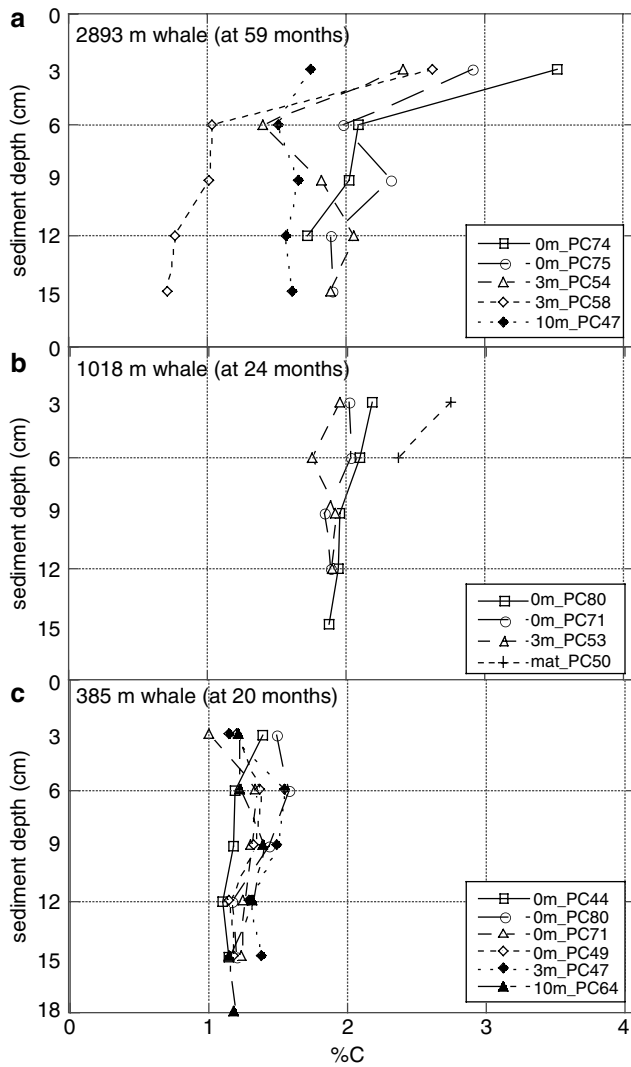 a
2893 m whale (at 59 months)
sediment depth (cm)
0
3
6
9
12
15
0m_PC74
0m_PC75
3m_PC54
3m_PC58
10m_PC47
b
1018 m whale (at 24 months)
sediment depth (cm)
0
3
6
9
12
15
0m_PC80
0m_PC71
3m_PC53
mat_PC50
c
385 m whale (at 20 months)
sediment depth (cm)
0
3
6
9
12
15
18
0m_PC44
0m_PC80
0m_PC71
0m_PC49
3m_PC47
10m_PC64
0 1 2 3 4
%C